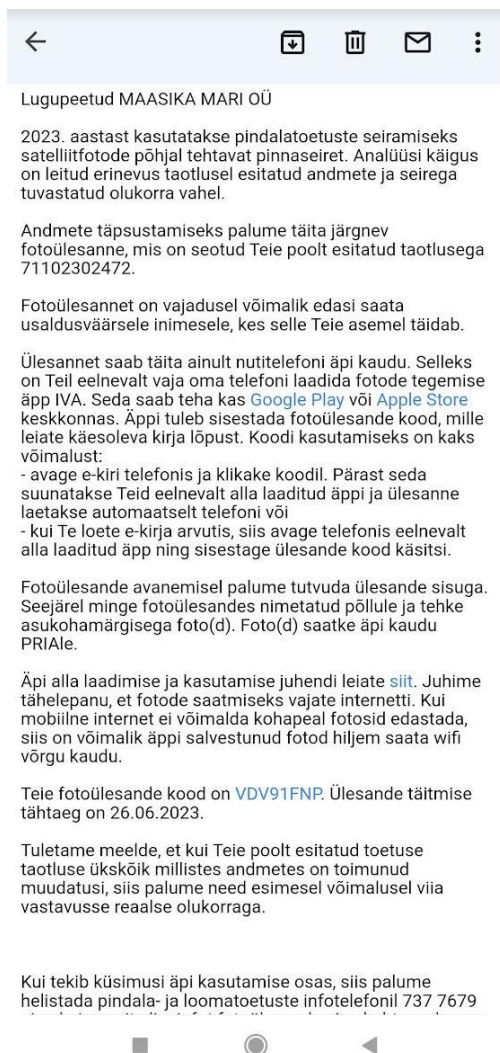 Lugupeetud MAASIKA MARI OÜ
2023. aastast kasutatakse pindalatoetuste seiramiseks
satelliitfotode põhjal tehtavat pinnaseiret. Analüüsi käigus
on leitud erinevus taotlusel esitatud andmete ja seirega
tuvastatud olukorra vahel.
Andmete täpsustamiseks palume täita järgnev
fotoülesanne, mis on seotud Teie poolt esitatud taotlusega
71102302472.
Fotoülesannet on vajadusel võimalik edasi saata
usaldusväärsele inimesele, kes selle Teie asemel täidab.
Ülesannet saab täita ainult nutitelefoni äpi kaudu. Selleks
on Teil eelnevalt vaja oma telefoni laadida fotode tegemise
äpp IVA. Seda saab teha kas Google Play või Apple Store
keskkonnas. Äppi tuleb sisestada fotoülesande kood, mille
leiate käesoleva kirja lõpust. Koodi kasutamiseks on kaks
võimalust:
- avage e-kiri telefonis ja klikake koodil. Pärast seda
suunatakse Teid eelnevalt alla laaditud äppi ja ülesanne
laetakse automaatselt telefoni või
- kui Te loete e-kirja arvutis, siis avage telefonis eelnevalt
alla laaditud äpp ning sisestage ülesande kood käsitsi.
Fotoülesande avanemisel palume tutvuda ülesande sisuga.
Seejärel minge fotoülesandes nimetatud põllule ja tehke
asukohamärgisega foto(d). Foto(d) saatke äpi kaudu
PRIAle.
Äpi alla laadimise ja kasutamise juhendi leiate siit. Juhime
tähelepanu, et fotode saatmiseks vajate internetti. Kui
mobiilne internet ei võimalda kohapeal fotosid edastada,
siis on võimalik äppi salvestunud fotod hiljem saata wifi
võrgu kaudu.
Teie fotoülesande kood on VDV91FNP. Ülesande täitmise
tähtaeg on 26.06.2023.
Tuletame meelde, et kui Teie poolt esitatud toetuse
taotluse ükskõik millistes andmetes on toimunud
muudatusi, siis palume need esimesel võimalusel viia
vastavusse reaalse olukorraga.
Kui tekib küsimusi äpi kasutamise osas, siis palume
helistada pindala- ja loomatoetuste infotelefonil 737 7679